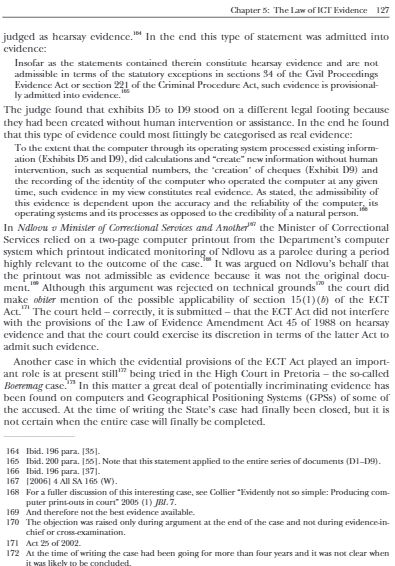 Chapter 5: The Law of ICT Evidence 127
judged as hearsay evidence.¹⁶⁴ In the end this type of statement was admitted into
evidence:
Insofar as the statements contained therein constitute hearsay evidence and are not
admissible in terms of the statutory exceptions in sections 34 of the Civil Proceedings
Evidence Act or section 221 of the Criminal Procedure Act, such evidence is provisional-
ly admitted into evidence.¹⁶⁵
The judge found that exhibits D5 to D9 stood on a different legal footing because
they had been created without human intervention or assistance. In the end he found
that this type of evidence could most fittingly be categorised as real evidence:
To the extent that the computer through its operating system processed existing inform-
ation (Exhibits D5 and D9), did calculations and “create” new information without human
intervention, such as sequential numbers, the ‘creation’ of cheques (Exhibit D9) and
the recording of the identity of the computer who operated the computer at any given
time, such evidence in my view constitutes real evidence. As stated, the admissibility of
this evidence is dependent upon the accuracy and the reliability of the computer, its
operating systems and its processes as opposed to the credibility of a natural person.¹⁶⁶
In Ndlovu v Minister of Correctional Services and Another¹⁶⁷ the Minister of Correctional
Services relied on a two-page computer printout from the Department’s computer
system which printout indicated monitoring of Ndlovu as a parolee during a period
highly relevant to the outcome of the case.¹⁶⁸ It was argued on Ndlovu’s behalf that
the printout was not admissible as evidence because it was not the original docu-
ment.¹⁶⁹ Although this argument was rejected on technical grounds¹⁷⁰ the court did
make obiter mention of the possible applicability of section 15(1)(b) of the ECT
Act.¹⁷¹ The court held – correctly, it is submitted – that the ECT Act did not interfere
with the provisions of the Law of Evidence Amendment Act 45 of 1988 on hearsay
evidence and that the court could exercise its discretion in terms of the latter Act to
admit such evidence.
Another case in which the evidential provisions of the ECT Act played an import-
ant role is at present still¹⁷² being tried in the High Court in Pretoria – the so-called
Boeremag case.¹⁷³ In this matter a great deal of potentially incriminating evidence has
been found on computers and Geographical Positioning Systems (GPSs) of some of
the accused. At the time of writing the State’s case had finally been closed, but it is
not certain when the entire case will finally be completed.
164 Ibid. 196 para. [35].
165 Ibid. 200 para. [55]. Note that this statement applied to the entire series of documents (D1–D9).
166 Ibid. 196 para. [37].
167 [2006] 4 All SA 165 (W).
168 For a fuller discussion of this interesting case, see Collier “Evidently not so simple: Producing com-
puter print-outs in court” 2005 (1) JBL 7.
169 And therefore not the best evidence available.
170 The objection was raised only during argument at the end of the case and not during evidence-in-
chief or cross-examination.
171 Act 25 of 2002.
172 At the time of writing the case had been going for more than four years and it was not clear when
it was likely to be concluded.